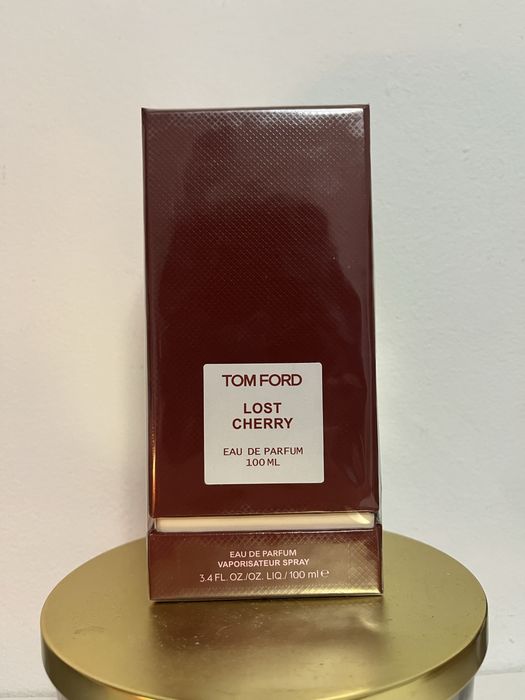 TOM FORD
LOST
CHERRY
EAU DE PARFUM
100 ML
EAU DE PARFUM
VAPORISATEUR SPRAY
3.4 FL. OZ./OZ. LIQ./ 100 ml ℮